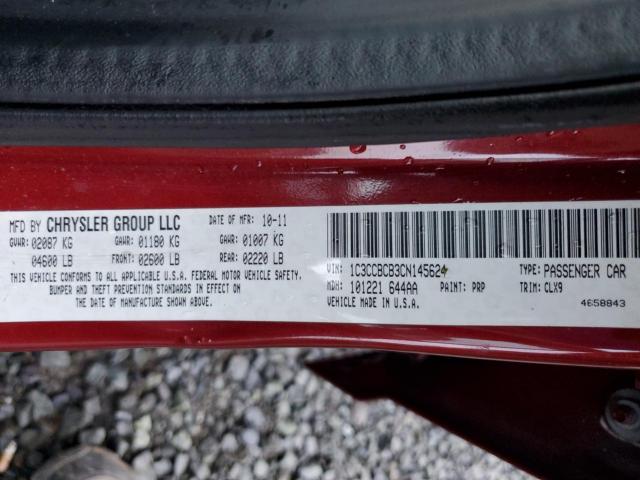 MFD BY CHRYSLER GROUP LLC DATE OF MFR: 10-11
GVWR: 02087 KG GAWR: 01180 KG GAWR: 01007 KG
04600 LB FRONT: 02600 LB REAR: 02220 LB
THIS VEHICLE CONFORMS TO ALL APPLICABLE U.S.A. FEDERAL MOTOR VEHICLE SAFETY,
BUMPER AND THEFT PREVENTION STANDARDS IN EFFECT ON
THE DATE OF MANUFACTURE SHOWN ABOVE.
VIN: 1C3CCBCB3CN145624 TYPE: PASSENGER CAR
MDH: 101221 644AA PAINT: PRP TRIM: CLX9
VEHICLE MADE IN U.S.A. 4658843